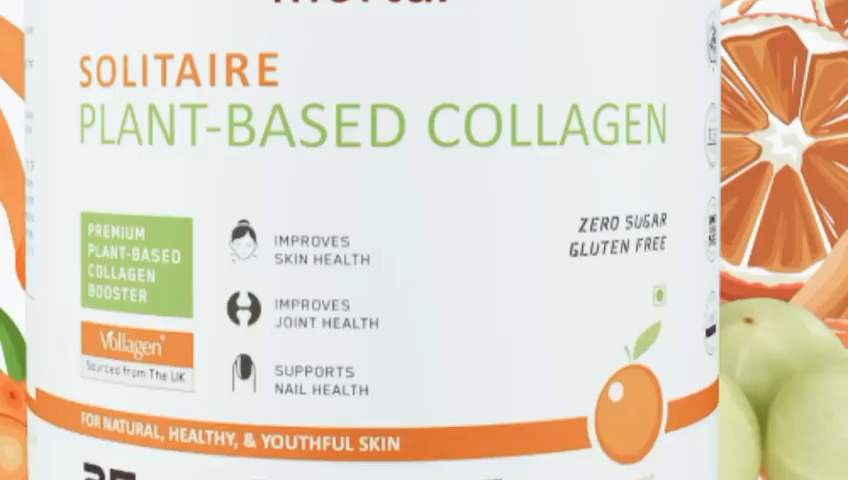 SOLITAIRE
PLANT-BASED COLLAGEN
PREMIUM
PLANT-BASED
COLLAGEN
BOOSTER
Vollagen®
Sourced from The UK
IMPROVES
SKIN HEALTH
IMPROVES
JOINT HEALTH
SUPPORTS
NAIL HEALTH
ZERO SUGAR
GLUTEN FREE
FOR NATURAL, HEALTHY, & YOUTHFUL SKIN